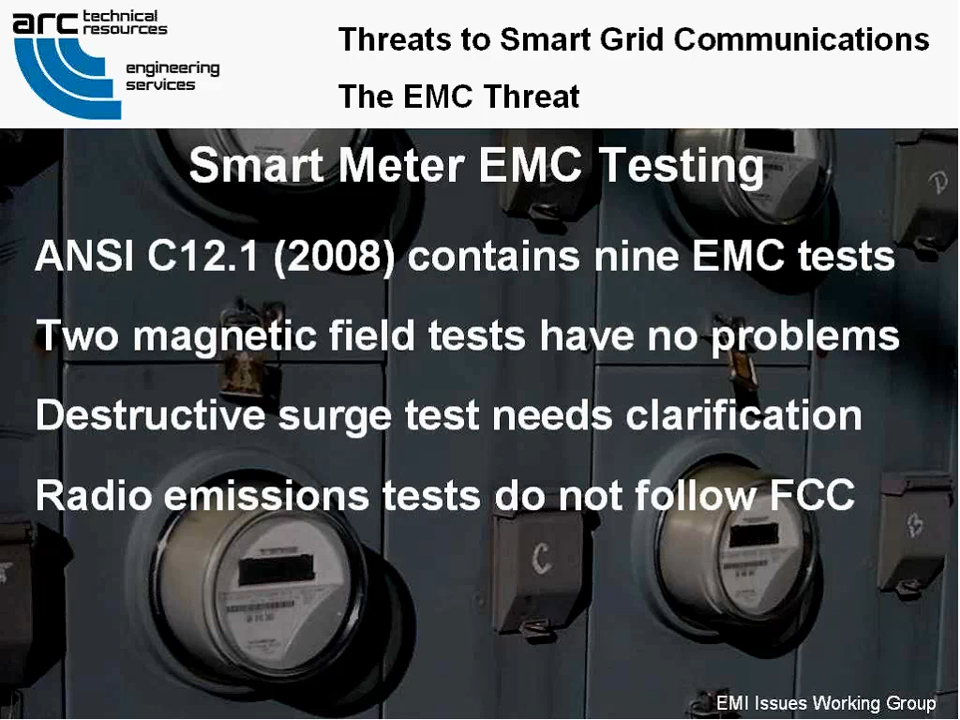 arc technical resources
engineering services
Threats to Smart Grid Communications
The EMC Threat
Smart Meter EMC Testing
ANSI C12.1 (2008) contains nine EMC tests
Two magnetic field tests have no problems
Destructive surge test needs clarification
Radio emissions tests do not follow FCC
D
C
B
EMI Issues Working Group